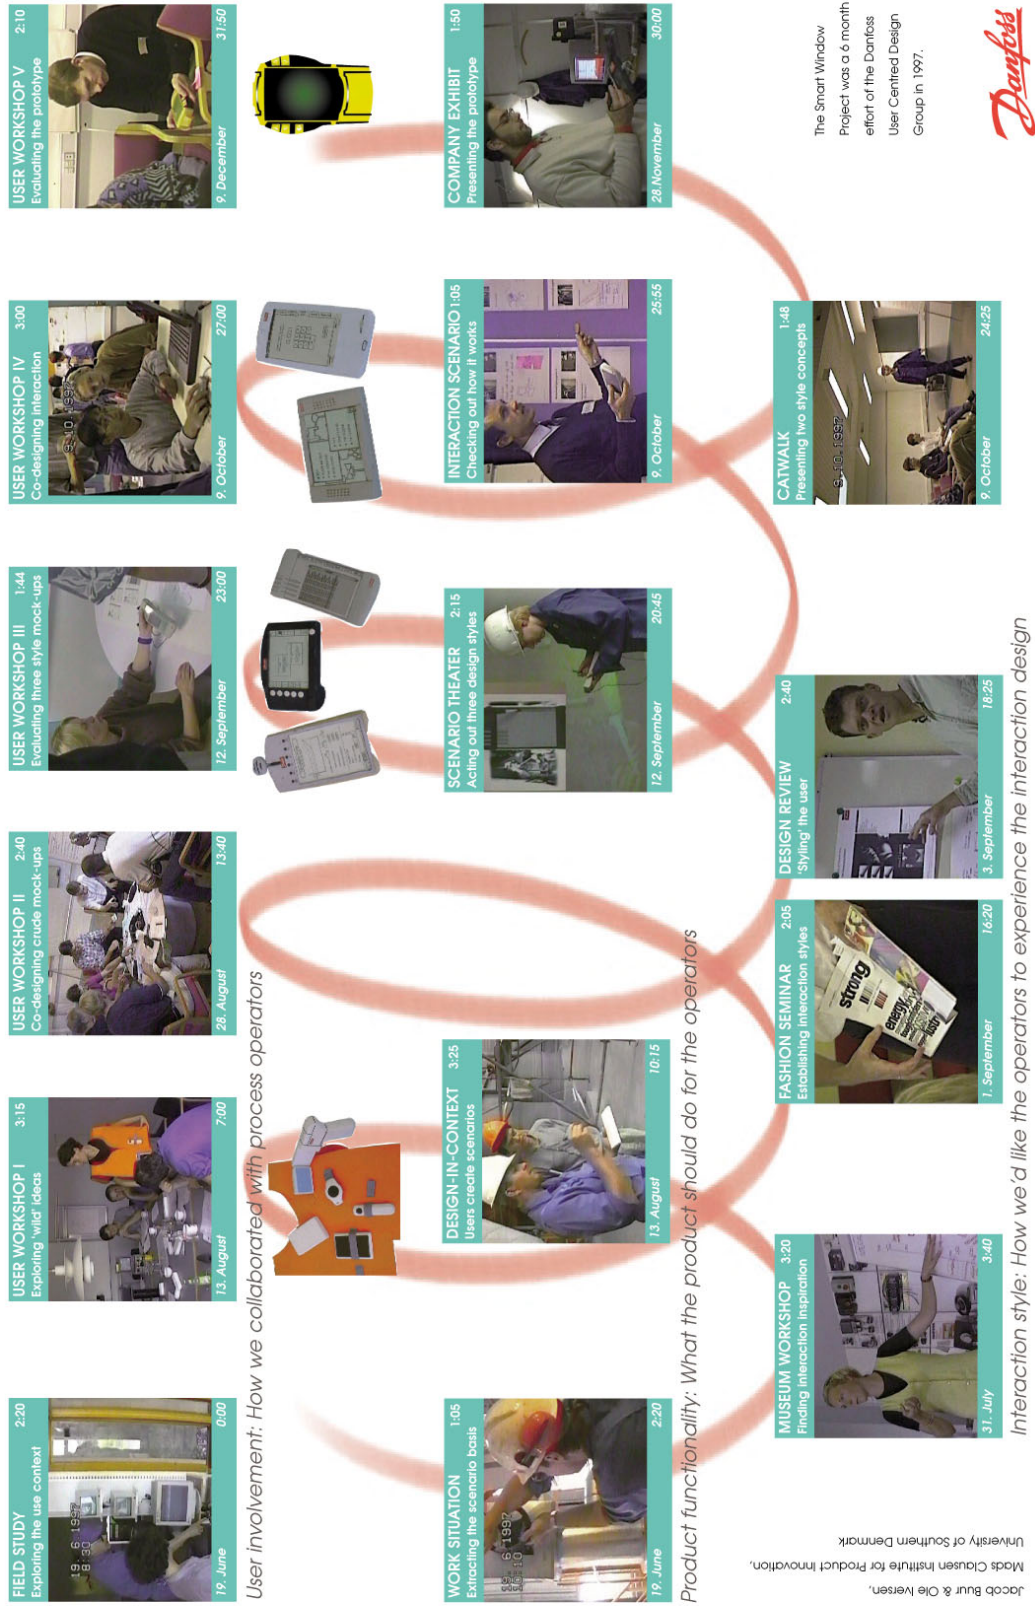 FIELD STUDY 2:20
Exploring the use context
19 6 1997
8:30
19. June 0:00
USER WORKSHOP I 3:15
Exploring 'wild' ideas
13. August 7:00
USER WORKSHOP II 2:40
Co-designing crude mock-ups
28. August 13:40
USER WORKSHOP III 1:44
Evaluating three style mock-ups
12. September 23:00
USER WORKSHOP IV 3:00
Co-designing interaction
9.10.1997
9. October 27:00
USER WORKSHOP V 2:10
Evaluating the prototype
9. December 31:50
User involvement: How we collaborated with process operators
WORK SITUATION 1:05
Extracting the scenario basis
19. June 2:20
DESIGN-IN-CONTEXT 3:25
Users create scenarios
13. August 10:15
SCENARIO THEATER 2:15
Acting out three design styles
12. September 20:45
INTERACTION SCENARIO 1:05
Checking out how it works
9. October 25:55
COMPANY EXHIBIT 1:50
Presenting the prototype
28.November 30:00
Product functionality: What the product should do for the operators
MUSEUM WORKSHOP 3:20
Finding interaction inspiration
31. July 3:40
FASHION SEMINAR 2:05
Establishing interaction styles
strong
energy
1. September 16:20
DESIGN REVIEW 2:40
'Styling' the user
3. September 18:25
CATWALK 1:48
Presenting two style concepts
9.10.1997
9. October 24:25
Interaction style: How we'd like the operators to experience the interaction design
The Smart Window
Project was a 6 month
effort of the Danfoss
User Centred Design
Group in 1997.
Danfoss
Jacob Buur & Ole Iversen,
Mads Clausen Institute for Product Innovation,
University of Southern Denmark